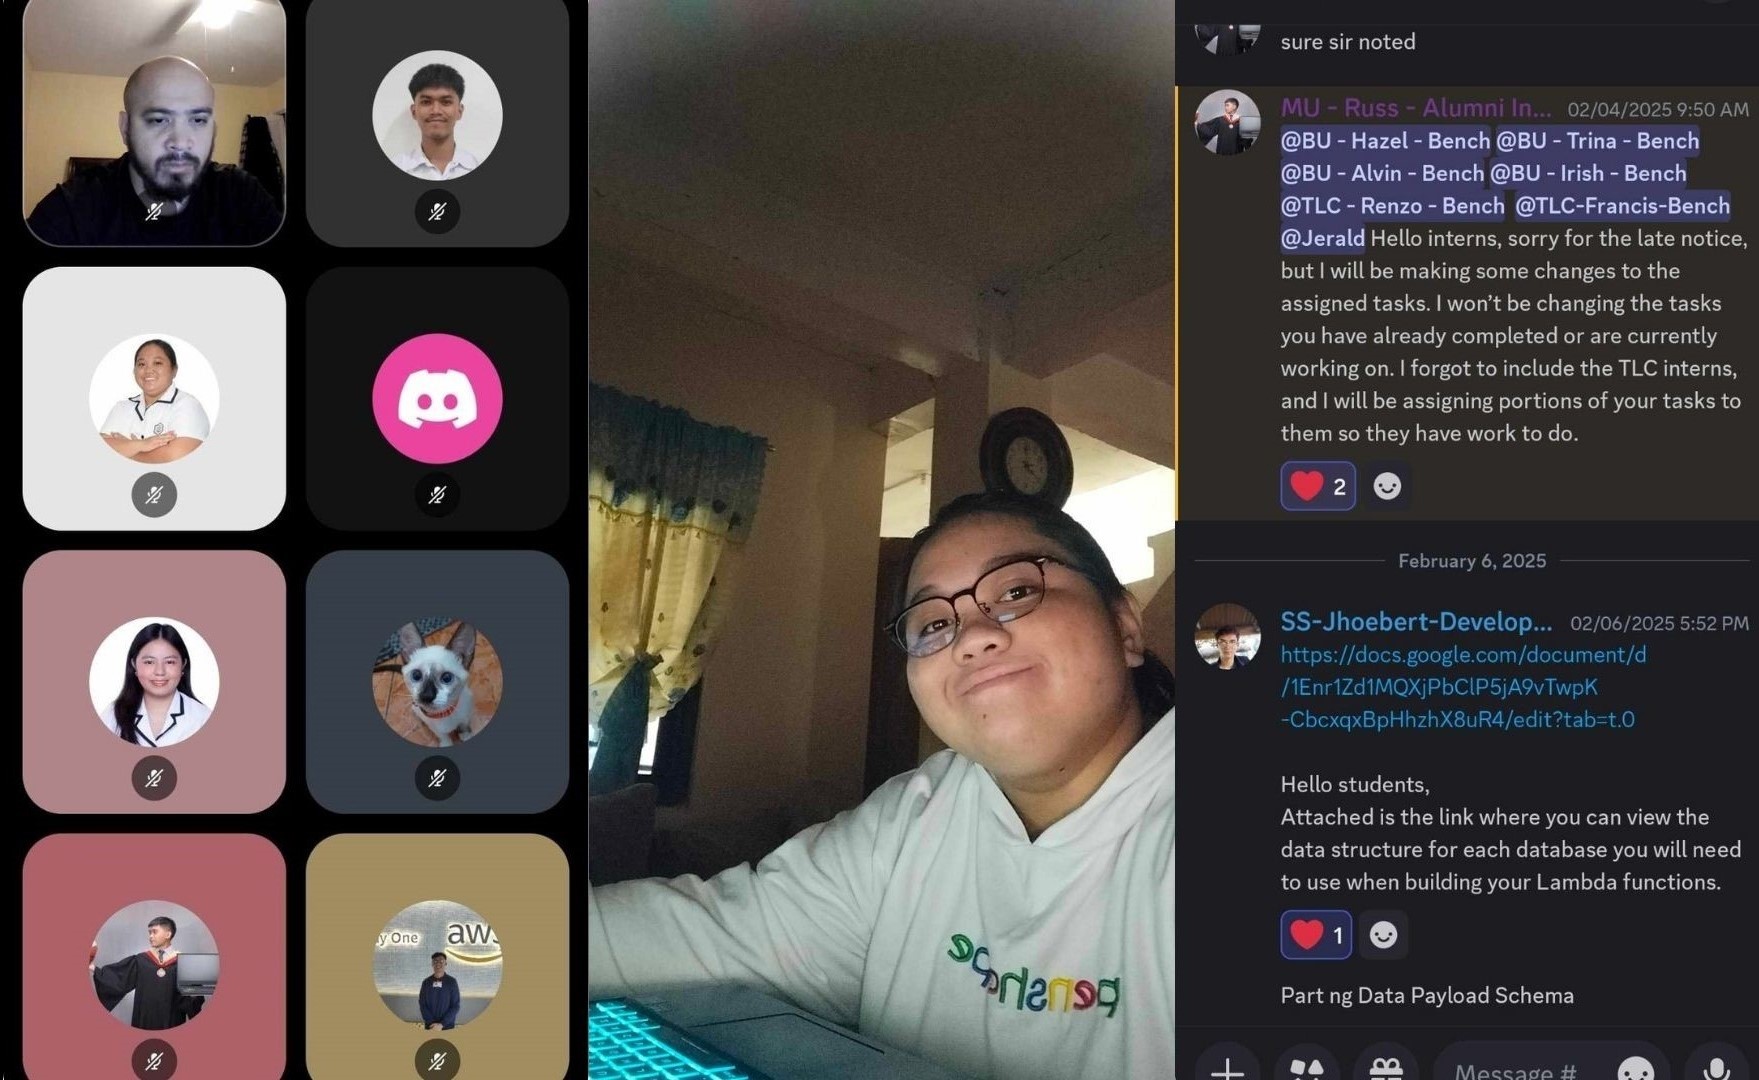 y One
aws
penshoppe
sure sir noted
MU - Russ - Alumni In... 02/04/2025 9:50 AM
@BU - Hazel - Bench @BU - Trina - Bench
@BU - Alvin - Bench @BU - Irish - Bench
@TLC - Renzo - Bench @TLC-Francis-Bench
@Jerald Hello interns, sorry for the late notice,
but I will be making some changes to the
assigned tasks. I won’t be changing the tasks
you have already completed or are currently
working on. I forgot to include the TLC interns,
and I will be assigning portions of your tasks to
them so they have work to do.
2
February 6, 2025
SS-Jhoebert-Develop... 02/06/2025 5:52 PM
https://docs.google.com/document/d
/1Enr1Zd1MQXjPbClP5jA9vTwpK
-CbcxqxBpHhzhX8uR4/edit?tab=t.0
Hello students,
Attached is the link where you can view the
data structure for each database you will need
to use when building your Lambda functions.
1
Part ng Data Payload Schema
Message #